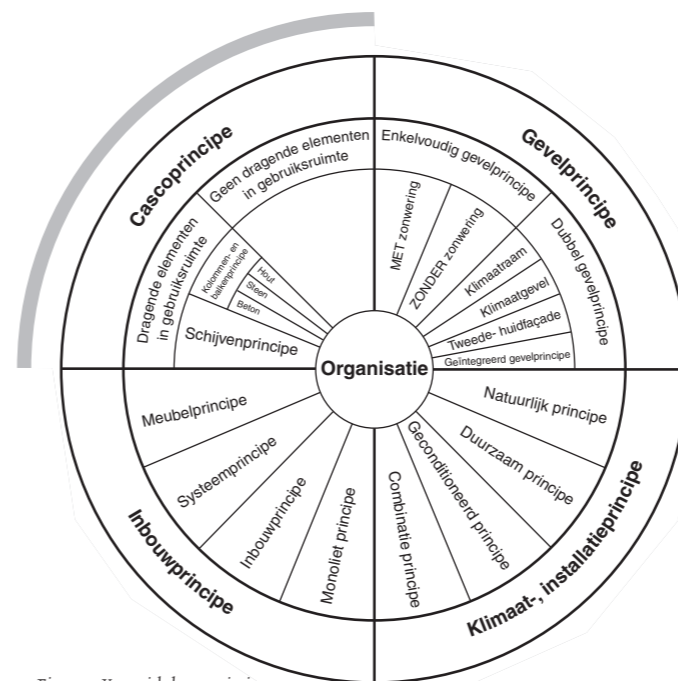 Cascoprincipe
Geen dragende elementen
in gebruiksruimte
Dragende elementen
in gebruiksruimte
Kolommen- en
balkenprincipe
Hout
Steen
Beton
Schijvenprincipe
Gevelprincipe
Enkelvoudig gevelprincipe
MET zonwering
ZONDER zonwering
Dubbel gevelprincipe
Klimaatraam
Klimaatgevel
Tweede- huidfaçade
Geïntegreerd gevelprincipe
Organisatie
Meubelprincipe
Systeemprincipe
Inbouwprincipe
Monoliet principe
Inbouwprincipe
Natuurlijk principe
Duurzaam principe
Geconditioneerd principe
Combinatie principe
Klimaat-, installatieprincipe